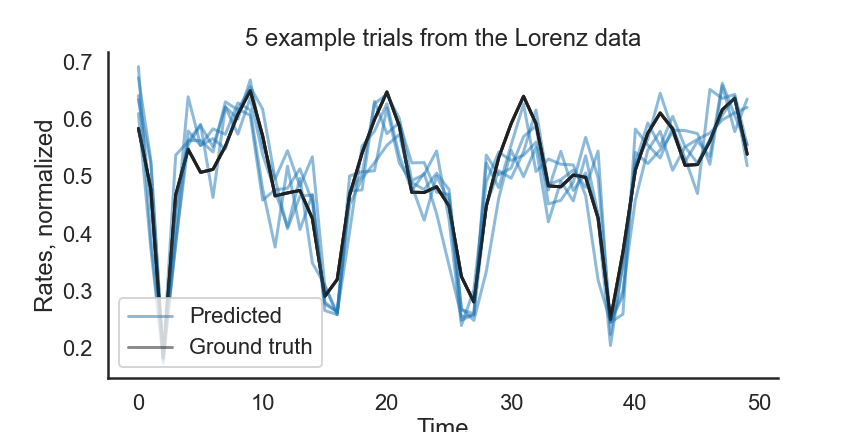 5 example trials from the Lorenz data
Rates, normalized
0.7
0.6
0.5
0.4
0.3
0.2
Predicted
Ground truth
0 10 20 30 40 50
Time